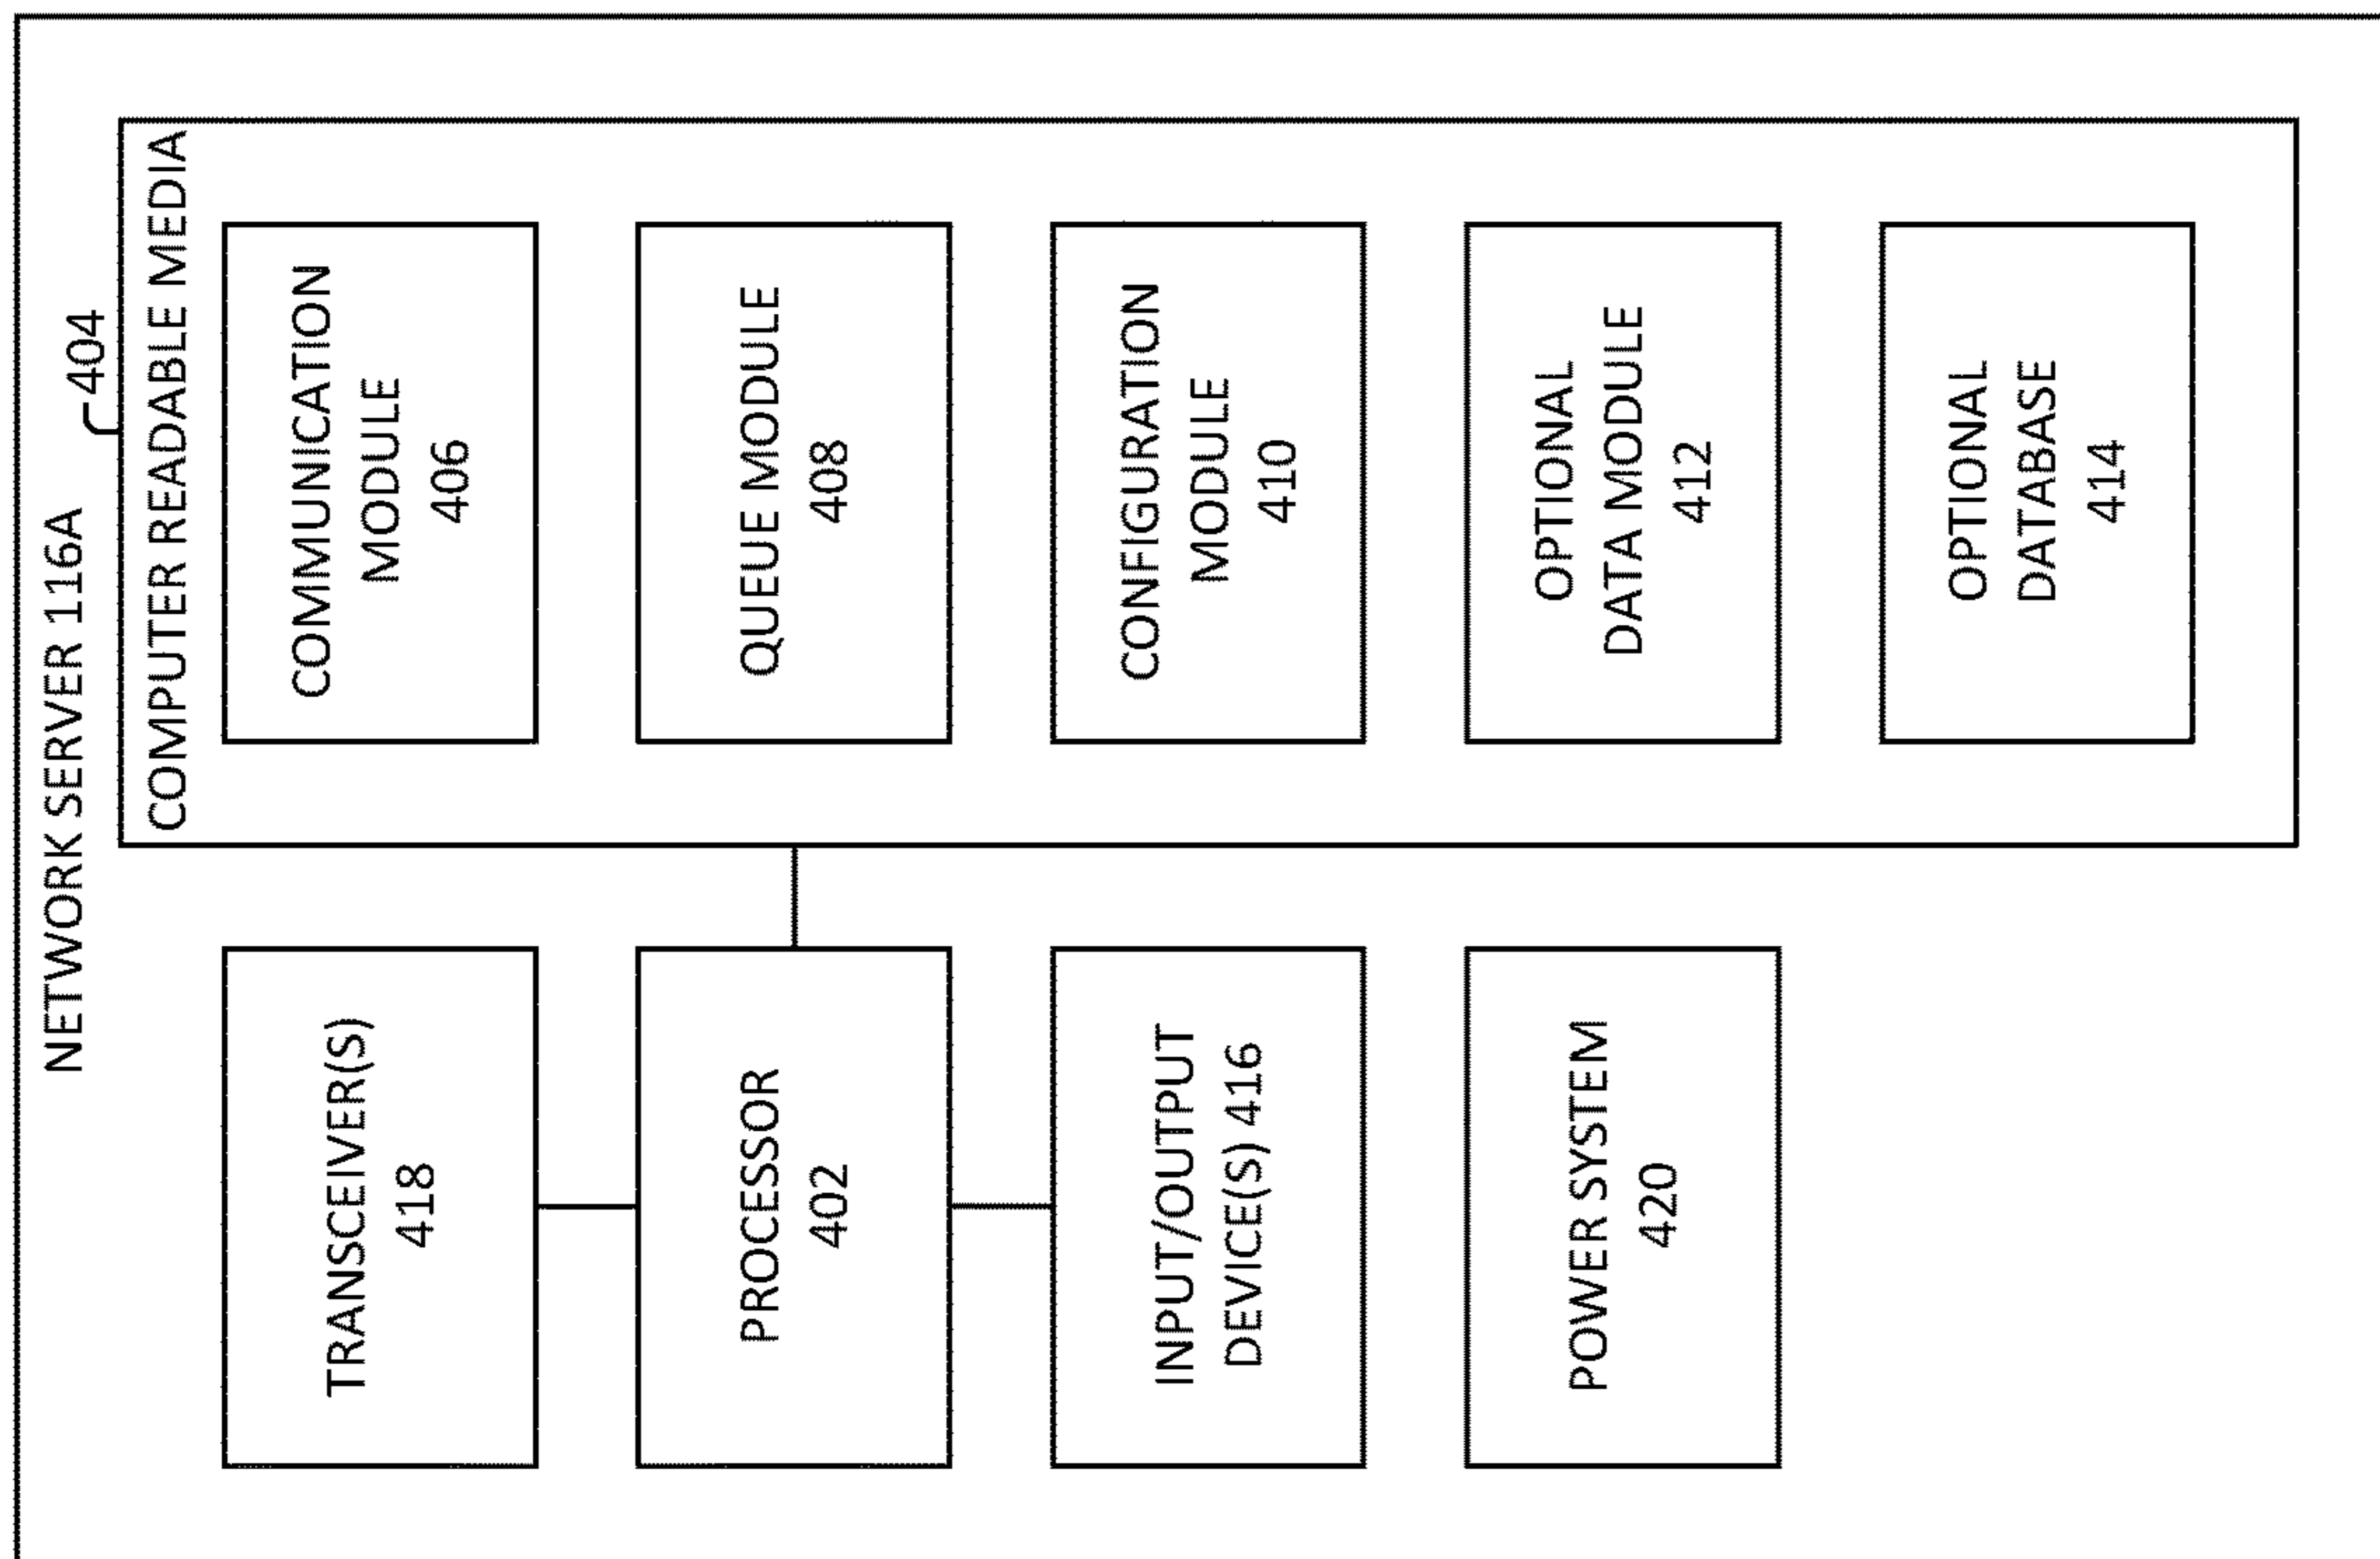 NETWORK SERVER 116A
404
COMPUTER READABLE MEDIA
TRANSCEIVER(S)
418
COMMUNICATION
MODULE
406
PROCESSOR
402
QUEUE MODULE
408
INPUT/OUTPUT
DEVICE(S) 416
CONFIGURATION
MODULE
410
POWER SYSTEM
420
OPTIONAL
DATA MODULE
412
OPTIONAL
DATABASE
414